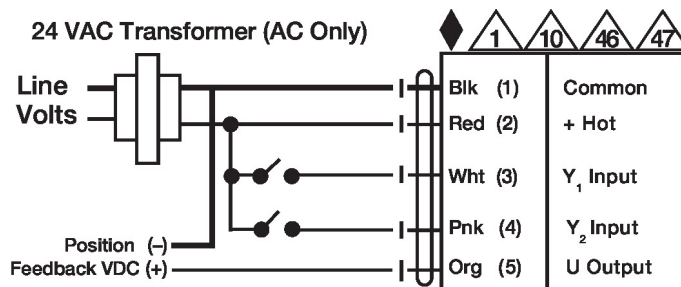 24 VAC Transformer (AC Only)
1 10 46 47
Line
Volts
Blk (1) Common
Red (2) + Hot
Wht (3) Y1 Input
Pnk (4) Y2 Input
Position (–)
Feedback VDC (+)
Org (5) U Output